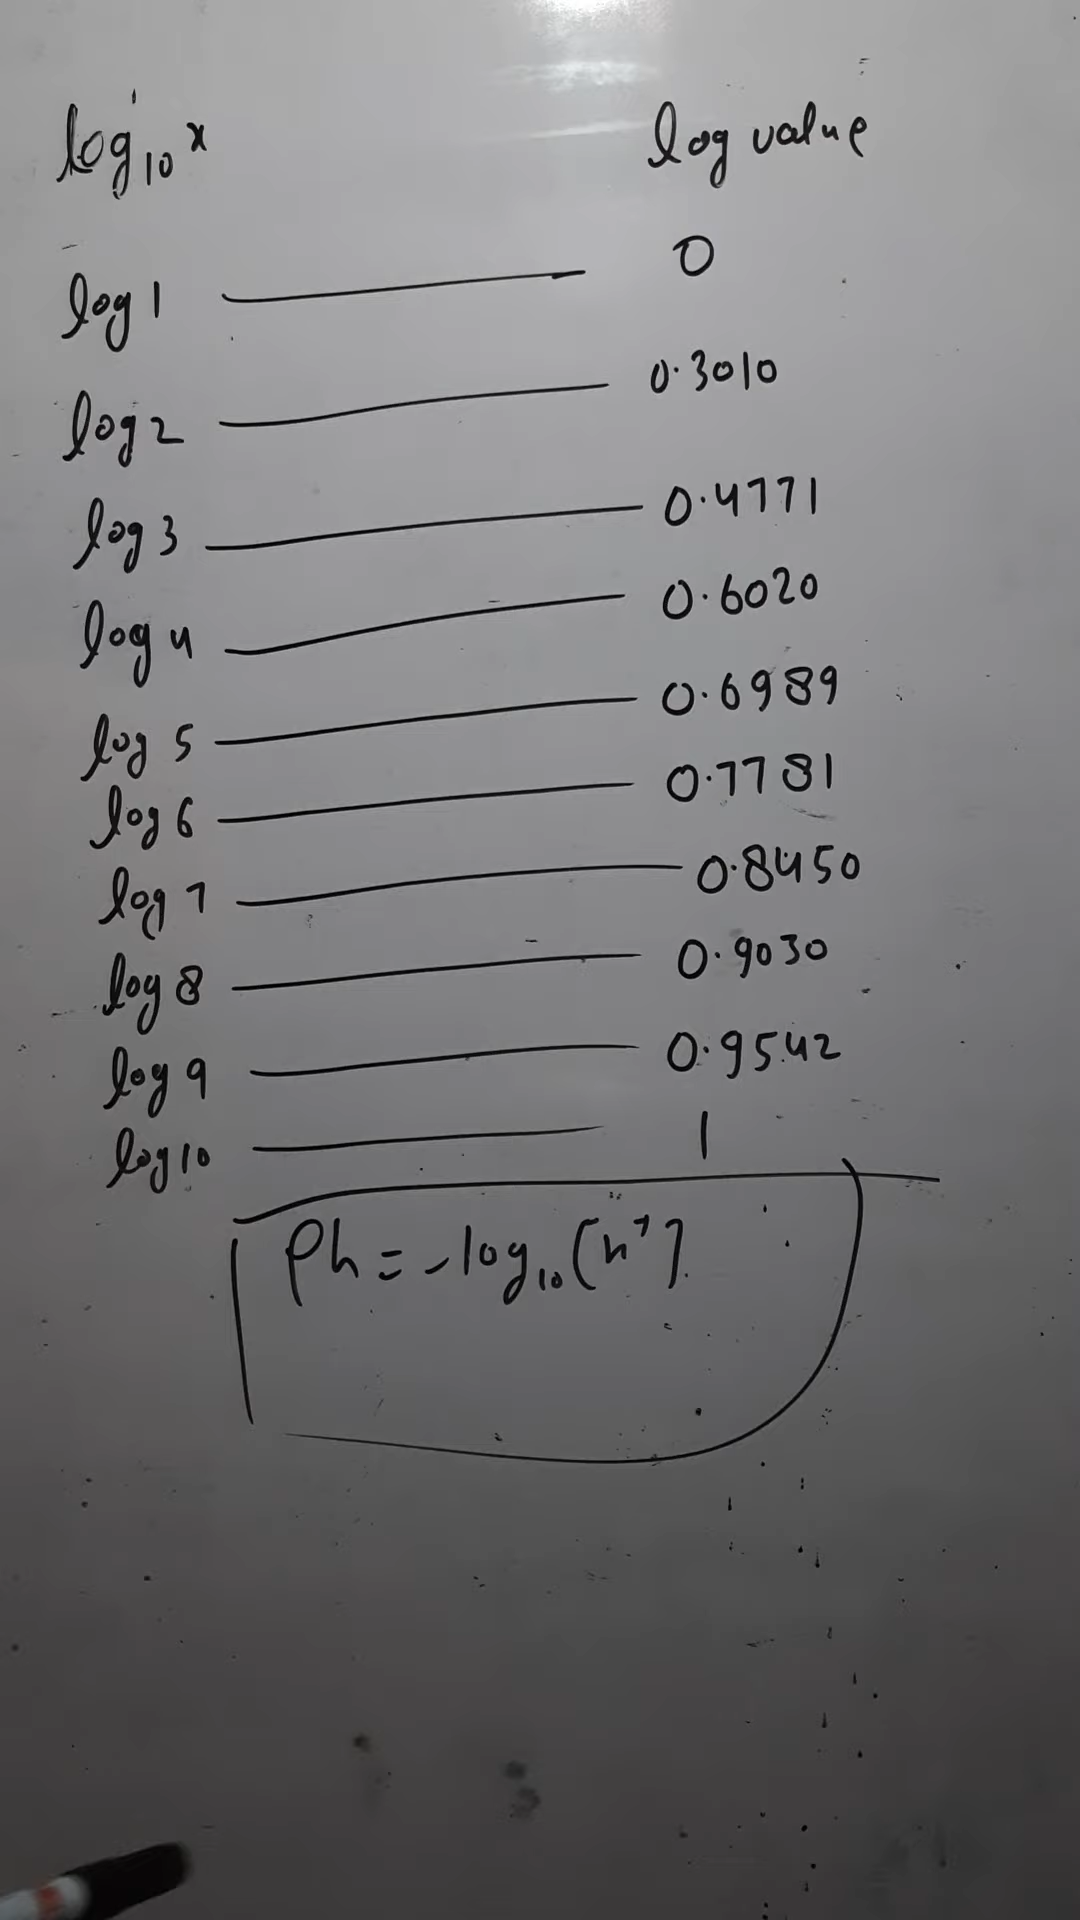 log₁₀ x log value
log 1 0
log 2 0.3010
log 3 0.4771
log 4 0.6020
log 5 0.6989
log 6 0.7781
log 7 0.8450
log 8 0.9030
log 9 0.9542
log 10 1
Ph = -log₁₀ (h⁺].